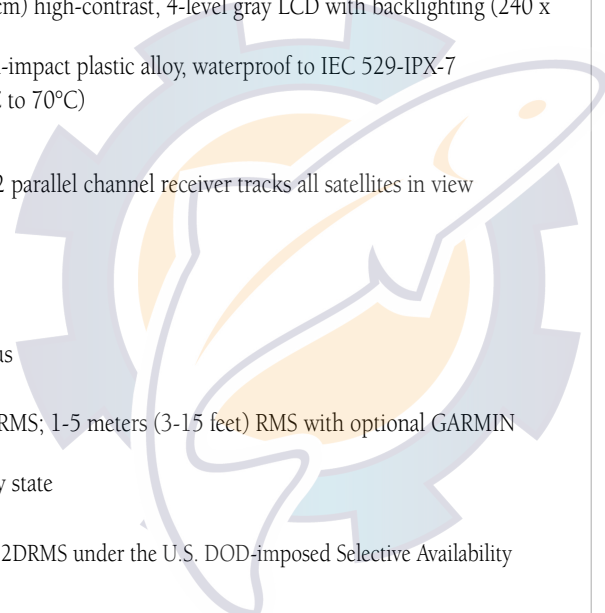 cm) high-contrast, 4-level gray LCD with backlighting (240 x
-impact plastic alloy, waterproof to IEC 529-IPX-7
to 70°C)
2 parallel channel receiver tracks all satellites in view
us
RMS; 1-5 meters (3-15 feet) RMS with optional GARMIN
y state
2DRMS under the U.S. DOD-imposed Selective Availability